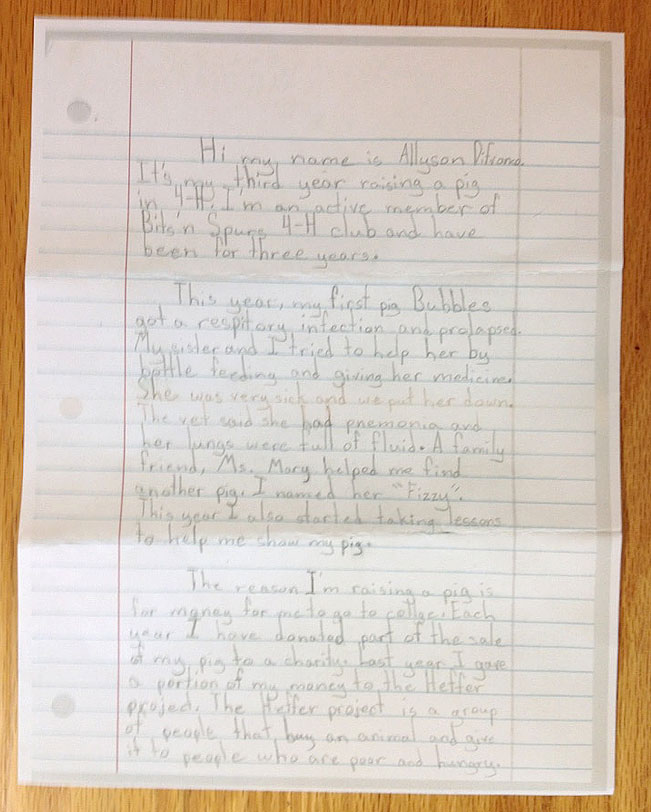 Hi my name is Allyson
It's my third year raising a pig
in 4-H. I'm an active member of
Bits'n Spurs 4-H club and have
been for three years.
This year, my first pig Bubbles
got a respitory infection and prolapsed.
My sister and I tried to help her by
bottle feeding and giving her medicine.
She was very sick and we put her down.
The vet said she had pnemonia and
her lungs were full of fluid. A family
friend, Ms. Mary helped me find
another pig. I named her "Fizzy".
This year I also started taking lessons
to help me show my pig.
The reason I'm raising a pig is
for money for me to go to collge. Each
year I have donated part of the sale
of my pig to a charity. Last year I gave
a portion of my money to the Heffer
project. The Heffer project is a group
of people that buy an animal and give
it to people who are poor and hungry.